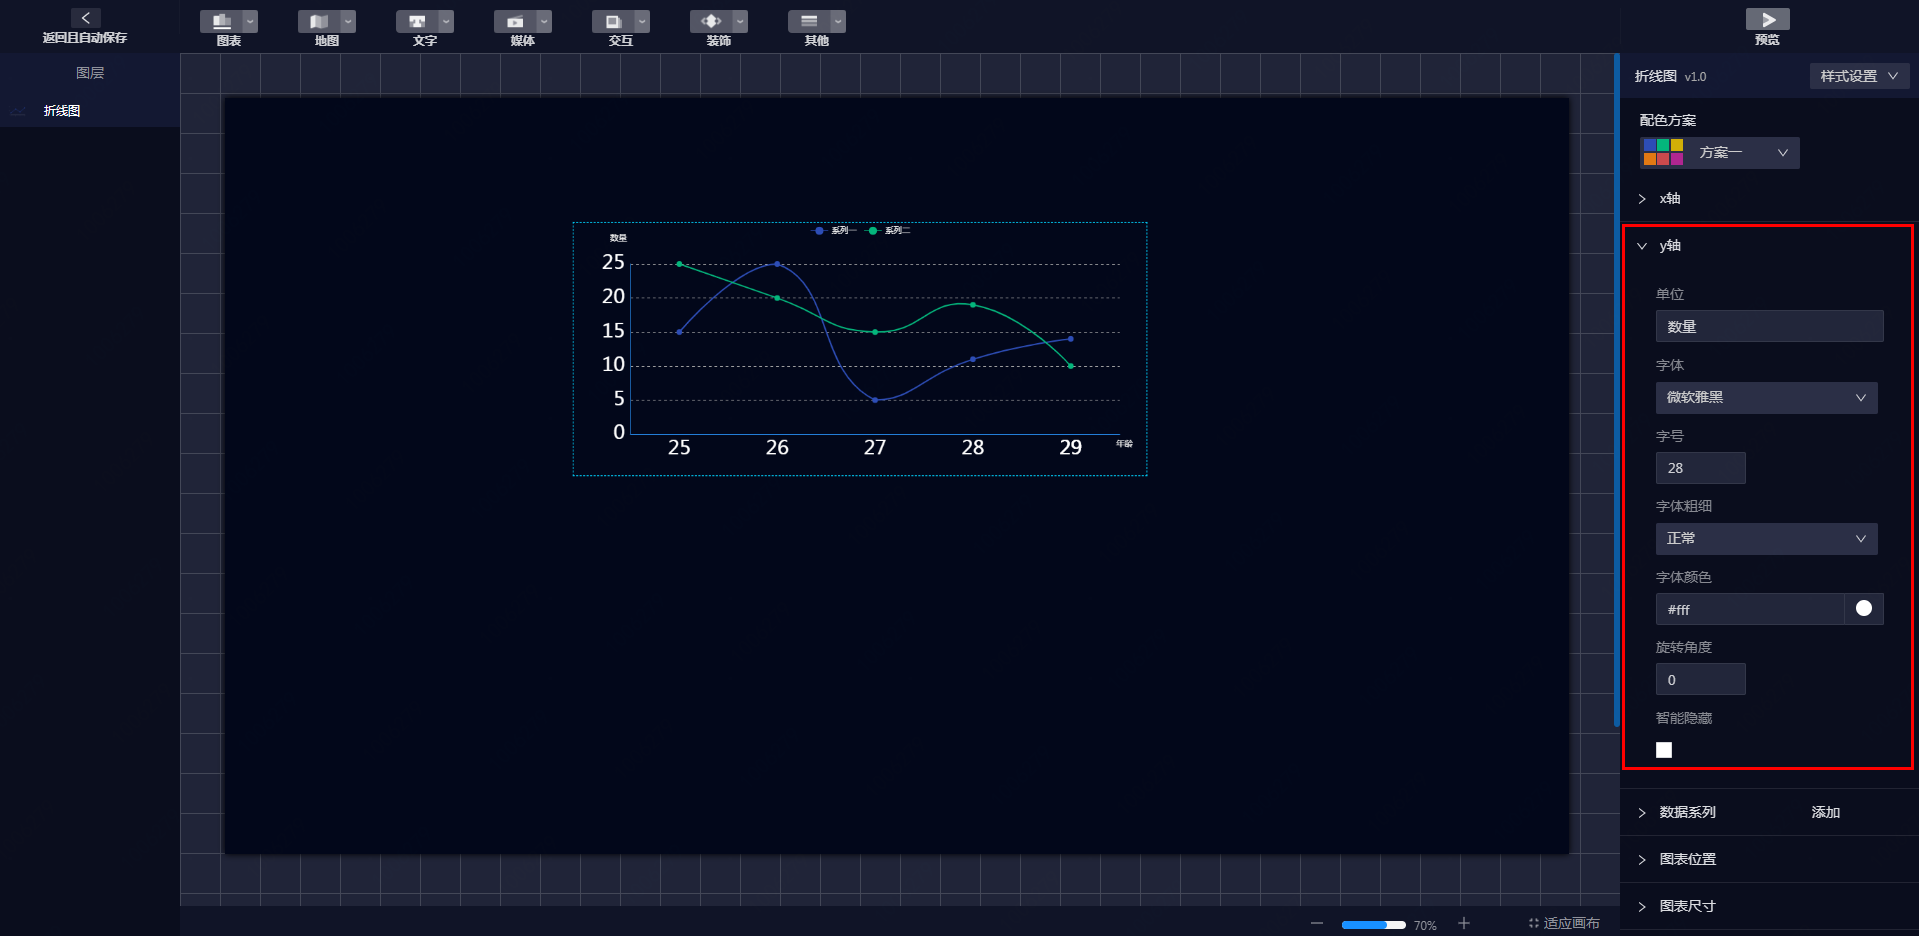 返回且自动保存
图表
地图
文字
媒体
交互
装饰
其他
预览
图层
折线图
折线图 v1.0
样式设置
配色方案
方案一
x轴
y轴
单位
数量
字体
微软雅黑
字号
28
字体粗细
正常
字体颜色
#fff
旋转角度
0
智能隐藏
数据系列 添加
图表位置
图表尺寸
数量
系列一 系列二
25
20
15
10
5
0
25 26 27 28 29 年龄
70%
适应画布